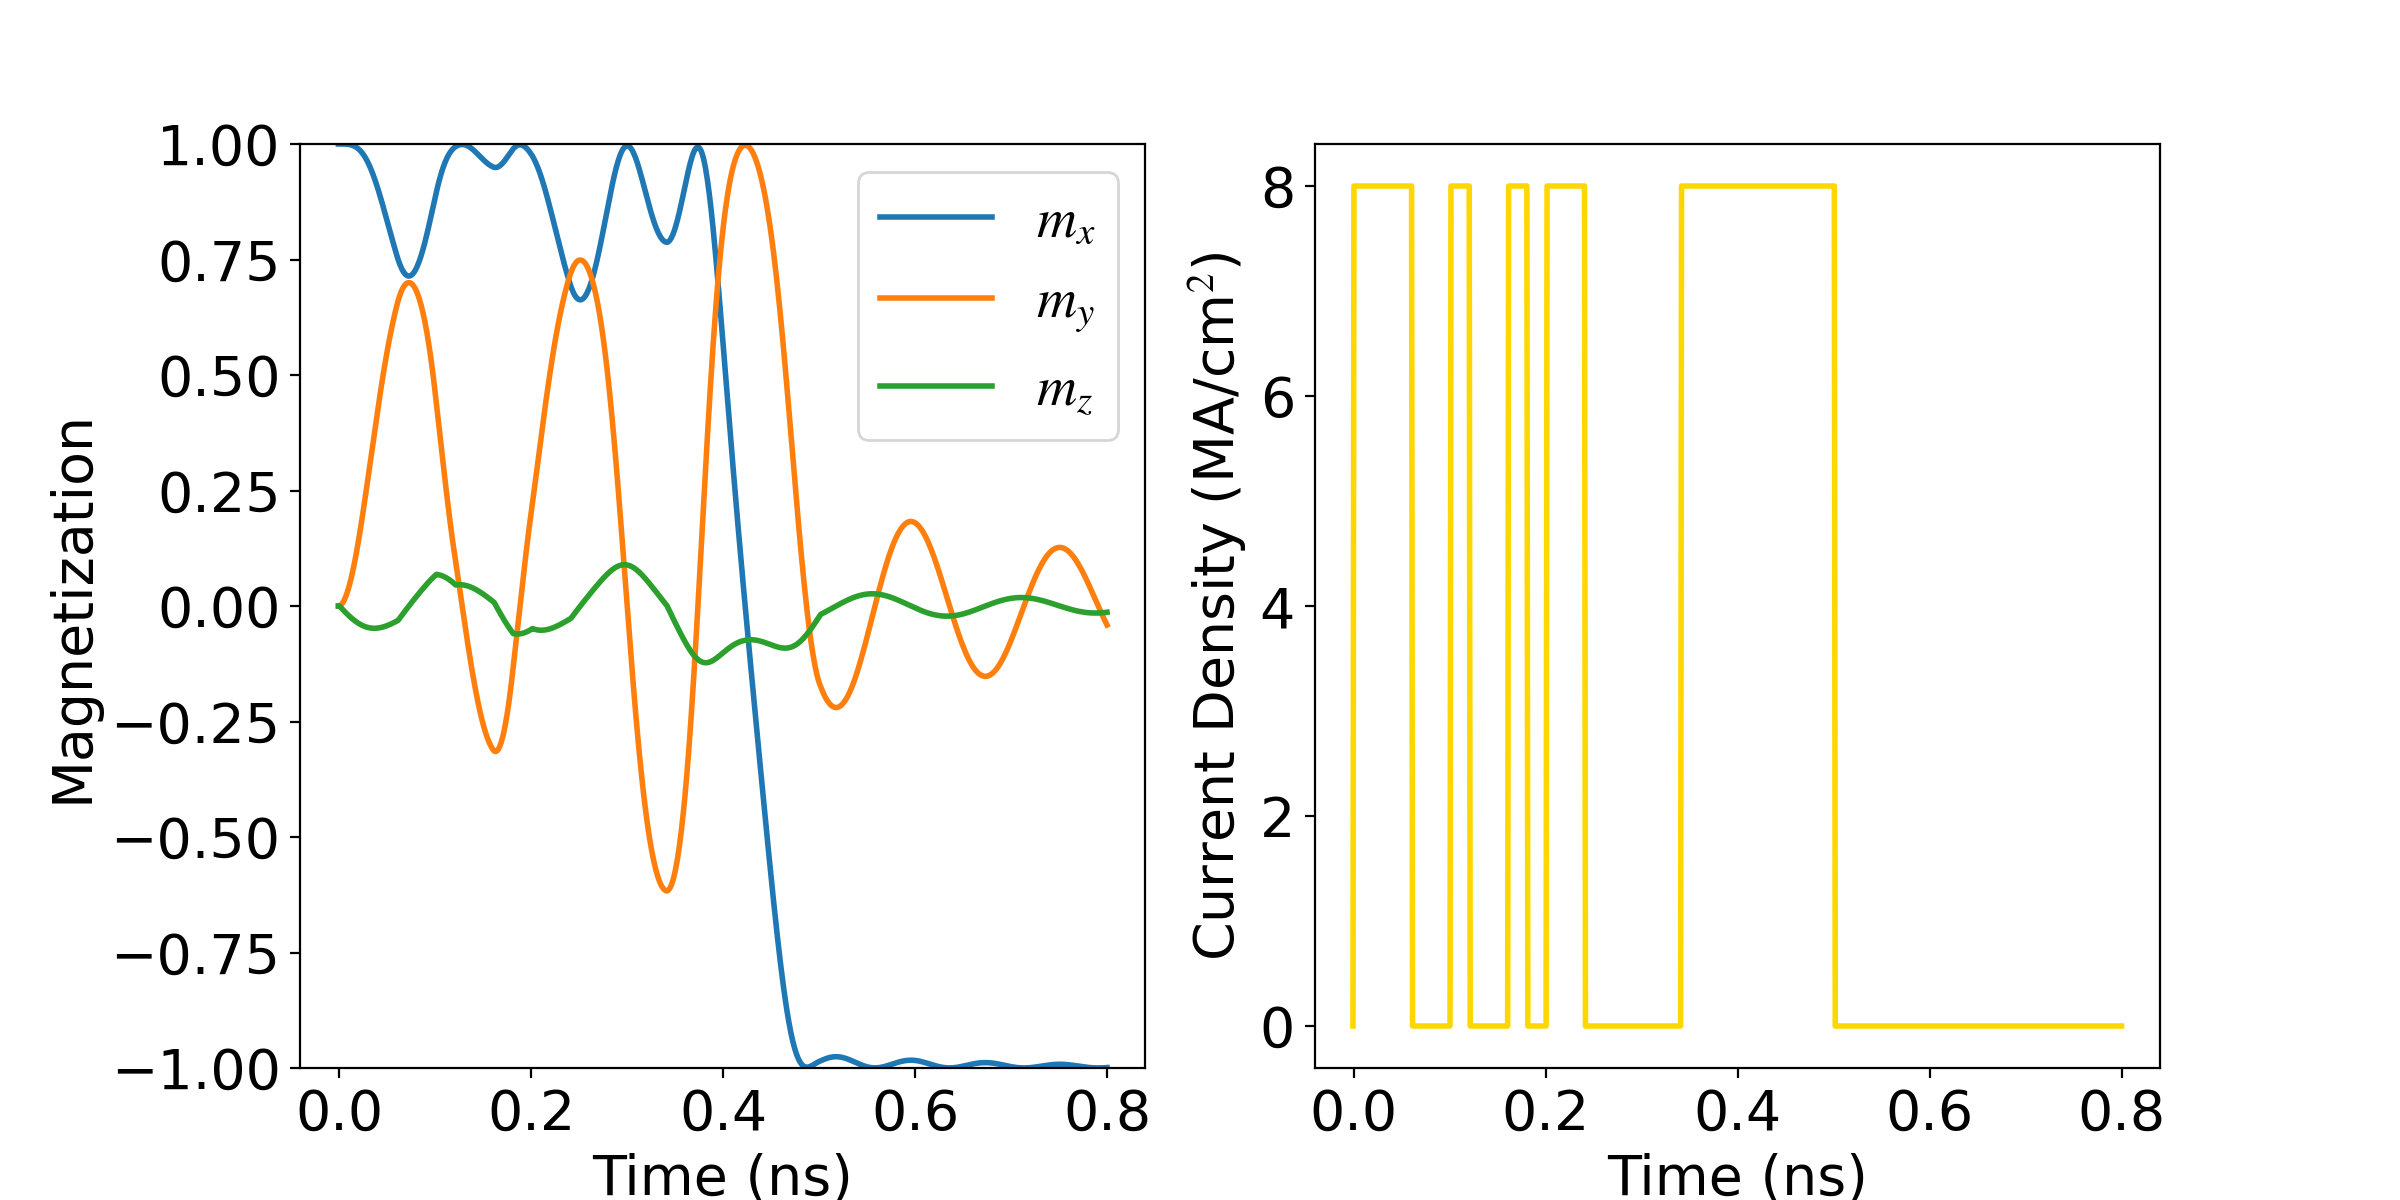 1.00
0.75
0.50
0.25
0.00
−0.25
−0.50
−0.75
−1.00
Magnetization
0.0 0.2 0.4 0.6 0.8
Time (ns)
mₓ
m_y
m_z
8
6
4
2
0
Current Density (MA/cm²)
0.0 0.2 0.4 0.6 0.8
Time (ns)